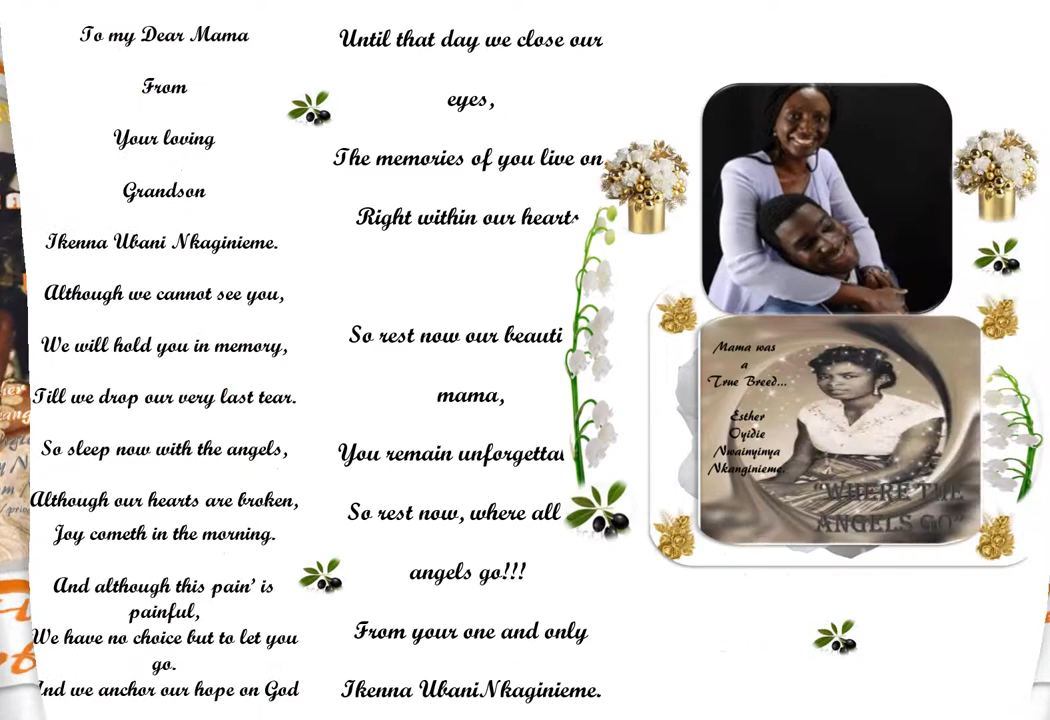 To my Dear Mama
From
Your loving
Grandson
Ikenna Ubani Nkaginieme.
Although we cannot see you,
We will hold you in memory,
Till we drop our very last tear.
So sleep now with the angels,
Although our hearts are broken,
Joy cometh in the morning.
And although this pain' is
painful,
We have no choice but to let you
go.
And we anchor our hope on God
Until that day we close our
eyes,
The memories of you live on,
Right within our hearts
So rest now our beauti
mama,
You remain unforgetta
So rest now, where all
angels go!!!
From your one and only
Ikenna UbaniNkaginieme.
Mama was
a
True Breed...
Esther
Oyidie
Nwainyinya
Nkanginieme.
"WHERE THE
ANGELS GO"